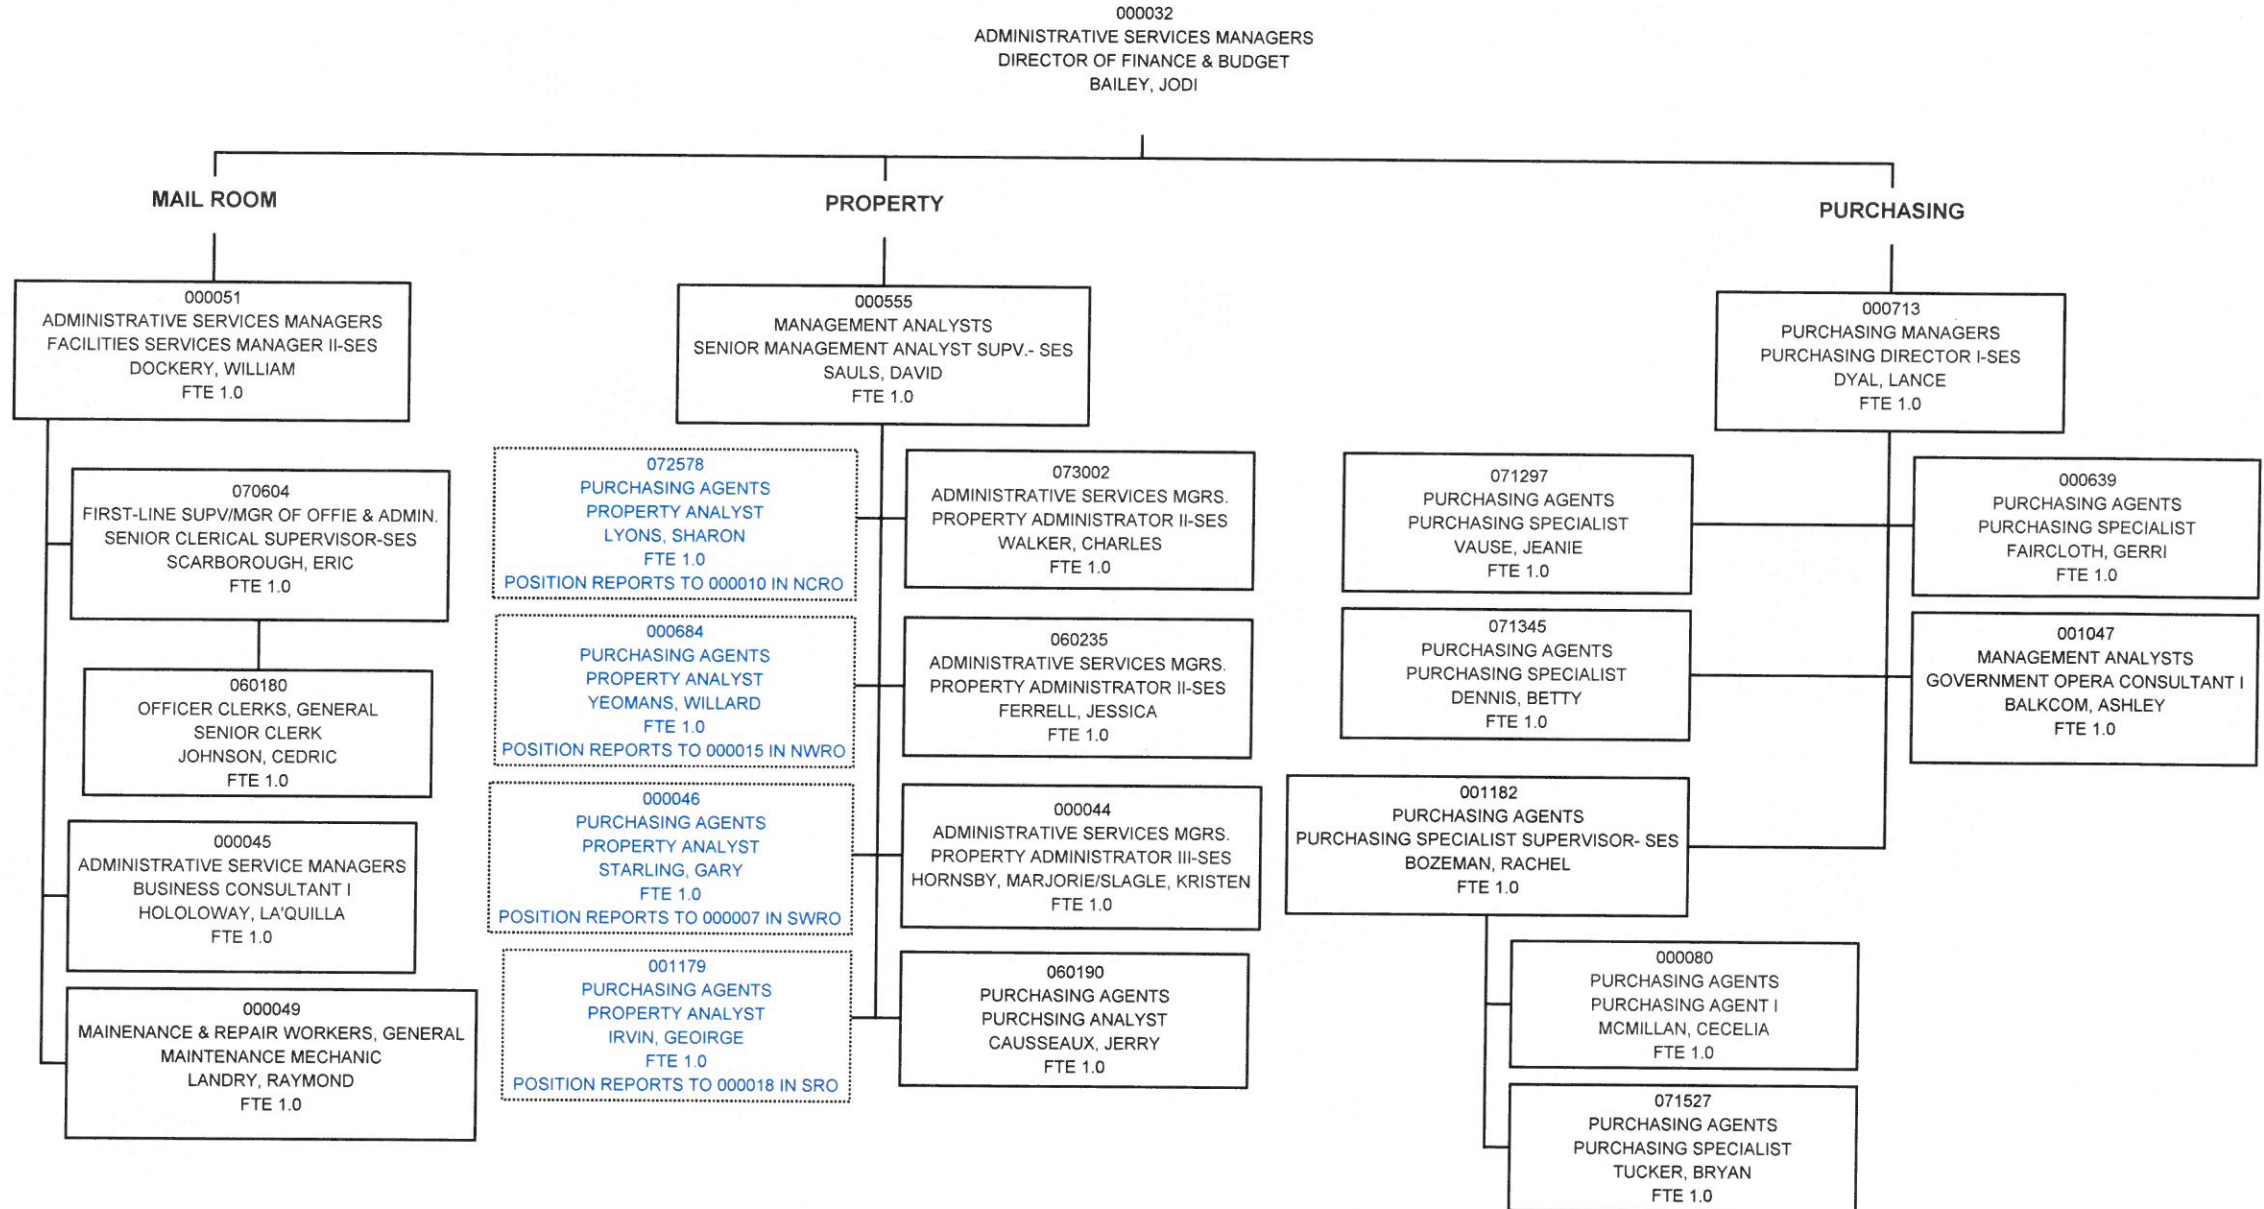 000032
ADMINISTRATIVE SERVICES MANAGERS
DIRECTOR OF FINANCE & BUDGET
BAILEY, JODI
MAIL ROOM
000051
ADMINISTRATIVE SERVICES MANAGERS
FACILITIES SERVICES MANAGER II-SES
DOCKERY, WILLIAM
FTE 1.0
070604
FIRST-LINE SUPV/MGR OF OFFIE & ADMIN.
SENIOR CLERICAL SUPERVISOR-SES
SCARBOROUGH, ERIC
FTE 1.0
060180
OFFICER CLERKS, GENERAL
SENIOR CLERK
JOHNSON, CEDRIC
FTE 1.0
000045
ADMINISTRATIVE SERVICE MANAGERS
BUSINESS CONSULTANT I
HOLOLOWAY, LA'QUILLA
FTE 1.0
000049
MAINENANCE & REPAIR WORKERS, GENERAL
MAINTENANCE MECHANIC
LANDRY, RAYMOND
FTE 1.0
PROPERTY
000555
MANAGEMENT ANALYSTS
SENIOR MANAGEMENT ANALYST SUPV.- SES
SAULS, DAVID
FTE 1.0
072578
PURCHASING AGENTS
PROPERTY ANALYST
LYONS, SHARON
FTE 1.0
POSITION REPORTS TO 000010 IN NCRO
073002
ADMINISTRATIVE SERVICES MGRS.
PROPERTY ADMINISTRATOR II-SES
WALKER, CHARLES
FTE 1.0
000684
PURCHASING AGENTS
PROPERTY ANALYST
YEOMANS, WILLARD
FTE 1.0
POSITION REPORTS TO 000015 IN NWRO
060235
ADMINISTRATIVE SERVICES MGRS.
PROPERTY ADMINISTRATOR II-SES
FERRELL, JESSICA
FTE 1.0
000046
PURCHASING AGENTS
PROPERTY ANALYST
STARLING, GARY
FTE 1.0
POSITION REPORTS TO 000007 IN SWRO
000044
ADMINISTRATIVE SERVICES MGRS.
PROPERTY ADMINISTRATOR III-SES
HORNSBY, MARJORIE/SLAGLE, KRISTEN
FTE 1.0
001179
PURCHASING AGENTS
PROPERTY ANALYST
IRVIN, GEOIRGE
FTE 1.0
POSITION REPORTS TO 000018 IN SRO
060190
PURCHASING AGENTS
PURCHSING ANALYST
CAUSSEAUX, JERRY
FTE 1.0
PURCHASING
000713
PURCHASING MANAGERS
PURCHASING DIRECTOR I-SES
DYAL, LANCE
FTE 1.0
071297
PURCHASING AGENTS
PURCHASING SPECIALIST
VAUSE, JEANIE
FTE 1.0
000639
PURCHASING AGENTS
PURCHASING SPECIALIST
FAIRCLOTH, GERRI
FTE 1.0
071345
PURCHASING AGENTS
PURCHASING SPECIALIST
DENNIS, BETTY
FTE 1.0
001047
MANAGEMENT ANALYSTS
GOVERNMENT OPERA CONSULTANT I
BALKCOM, ASHLEY
FTE 1.0
001182
PURCHASING AGENTS
PURCHASING SPECIALIST SUPERVISOR- SES
BOZEMAN, RACHEL
FTE 1.0
000080
PURCHASING AGENTS
PURCHASING AGENT I
MCMILLAN, CECELIA
FTE 1.0
071527
PURCHASING AGENTS
PURCHASING SPECIALIST
TUCKER, BRYAN
FTE 1.0